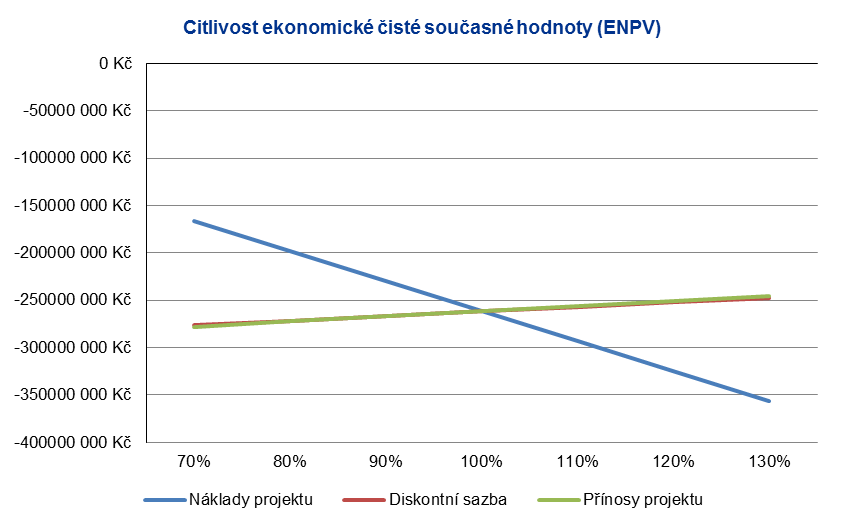 Citlivost ekonomické čisté současné hodnoty (ENPV)
0 Kč
-50000 000 Kč
-100000 000 Kč
-150000 000 Kč
-200000 000 Kč
-250000 000 Kč
-300000 000 Kč
-350000 000 Kč
-400000 000 Kč
70% 80% 90% 100% 110% 120% 130%
Náklady projektu Diskontní sazba Přínosy projektu